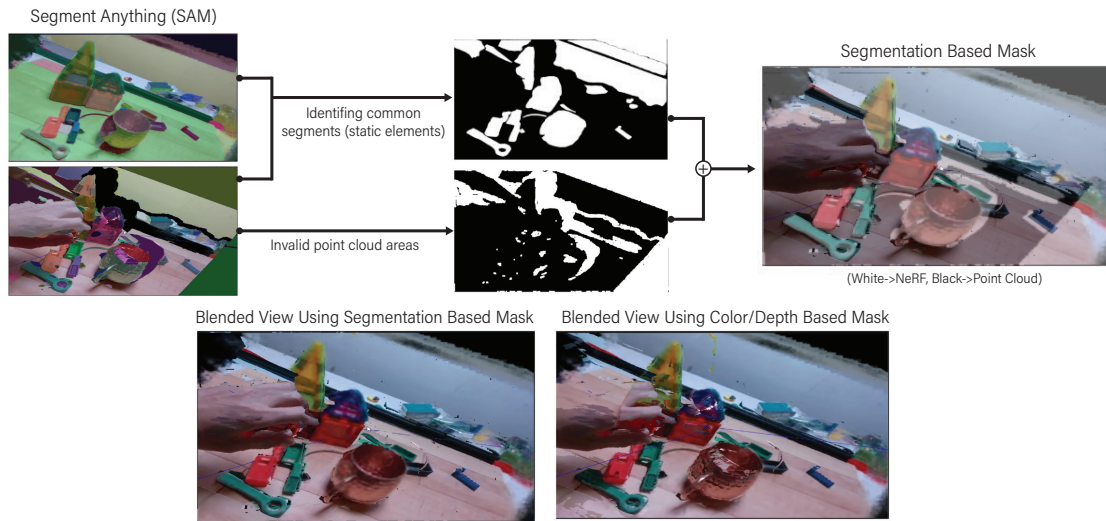 Segment Anything (SAM)
Identifing common
segments (static elements)
Invalid point cloud areas
Segmentation Based Mask
(White->NeRF, Black->Point Cloud)
Blended View Using Segmentation Based Mask
Blended View Using Color/Depth Based Mask